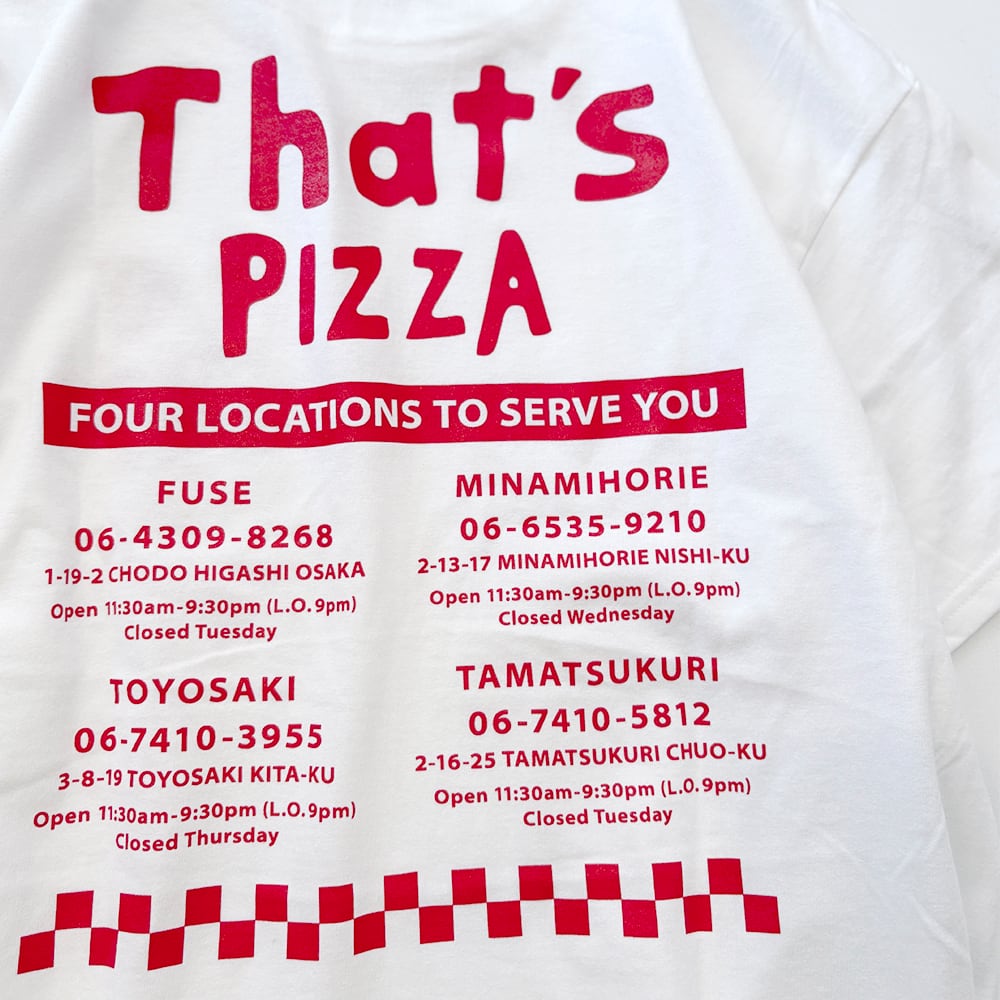 That's
PIZZA
FOUR LOCATIONS TO SERVE YOU
FUSE
06-4309-8268
1-19-2 CHODO HIGASHI OSAKA
Open 11:30am-9:30pm (L.O.9pm)
Closed Tuesday
MINAMIHORIE
06-6535-9210
2-13-17 MINAMIHORIE NISHI-KU
Open 11:30am-9:30pm (L.O.9pm)
Closed Wednesday
TOYOSAKI
06-7410-3955
3-8-19 TOYOSAKI KITA-KU
Open 11:30am-9:30pm (L.O.9pm)
Closed Thursday
TAMATSUKURI
06-7410-5812
2-16-25 TAMATSUKURI CHUO-KU
Open 11:30am-9:30pm (L.O.9pm)
Closed Tuesday